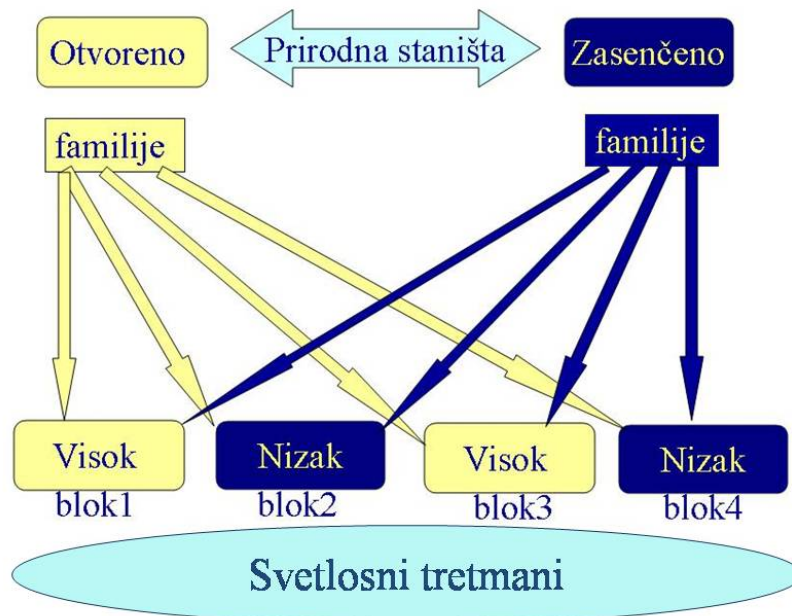 Otvoreno Prirodna staništa Zasenčeno
familije familije
Visok Nizak Visok Nizak
blok1 blok2 blok3 blok4
Svetlosni tretmani